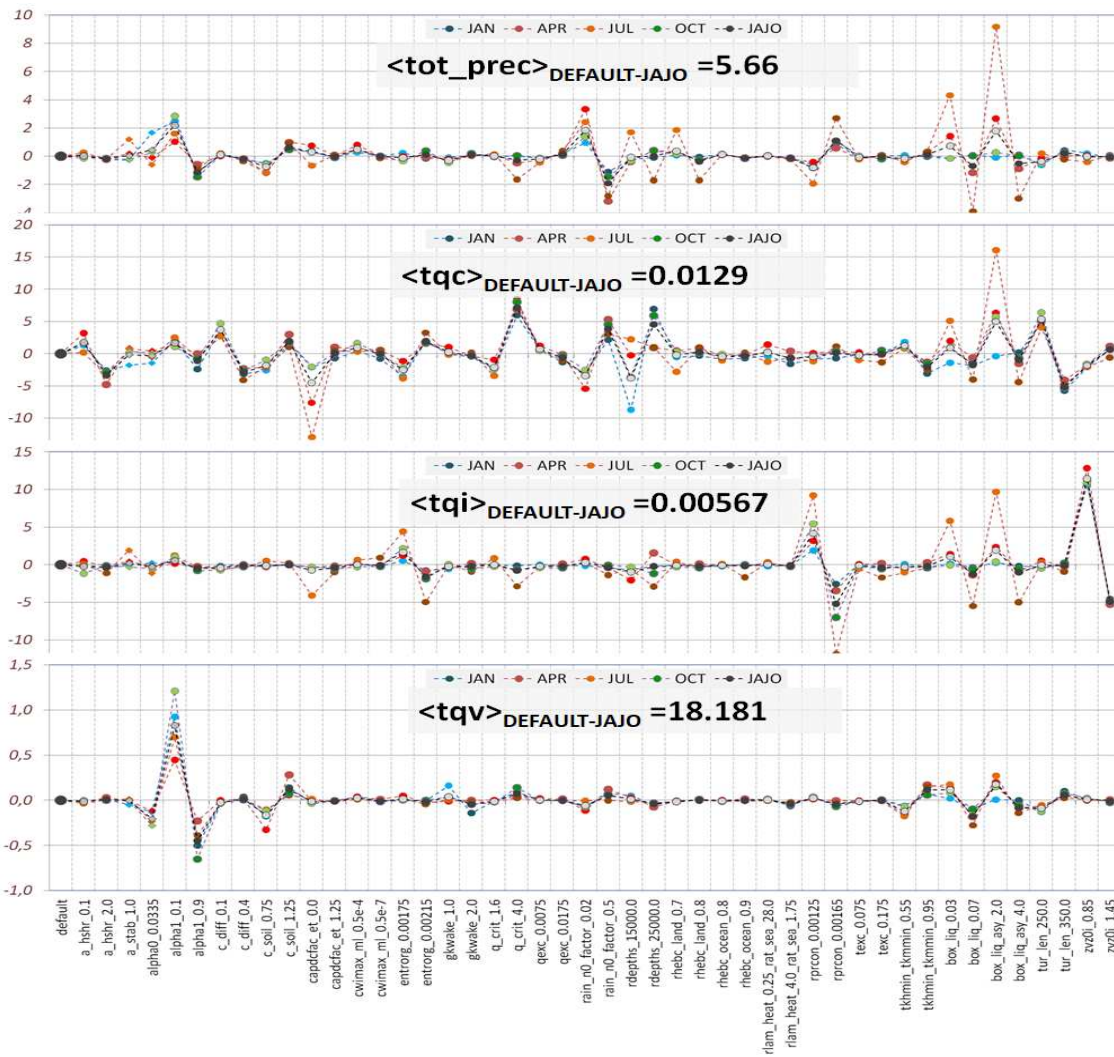 10
8
6
4
2
0
-2
-4
JAN APR JUL OCT JAJO
<tot_prec>DEFAULT-JAJO =5.66
20
15
10
5
0
-5
-10
JAN APR JUL OCT JAJO
<tqc>DEFAULT-JAJO =0.0129
15
10
5
0
-5
-10
JAN APR JUL OCT JAJO
<tqi>DEFAULT-JAJO =0.00567
1,5
1,0
0,5
0,0
-0,5
-1,0
JAN APR JUL OCT JAJO
<tqv>DEFAULT-JAJO =18.181
default
a_hshr_0.1
a_hshr_2.0
a_stab_1.0
alpha0_0.0335
alpha1_0.1
alpha1_0.9
c_diff_0.1
c_diff_0.4
c_soil_0.75
c_soil_1.25
capdcfac_et_0.0
capdcfac_et_1.25
cwimax_ml_0.5e-4
cwimax_ml_0.5e-7
entrorg_0.00175
entrorg_0.00215
gkwake_1.0
gkwake_2.0
q_crit_1.6
q_crit_4.0
qexc_0.0075
qexc_0.0175
rain_n0_factor_0.02
rain_n0_factor_0.5
rdepths_15000.0
rdepths_25000.0
rhebc_land_0.7
rhebc_land_0.8
rhebc_ocean_0.8
rhebc_ocean_0.9
rlam_heat_0.25_rat_sea_28.0
rlam_heat_4.0_rat_sea_1.75
rprcon_0.00125
rprcon_0.00165
texc_0.075
texc_0.175
tkhmin_tkmmin_0.55
tkhmin_tkmmin_0.95
box_liq_0.03
box_liq_0.07
box_liq_asy_2.0
box_liq_asy_4.0
tur_len_250.0
tur_len_350.0
zvz0i_0.85
zvz0i_1.45